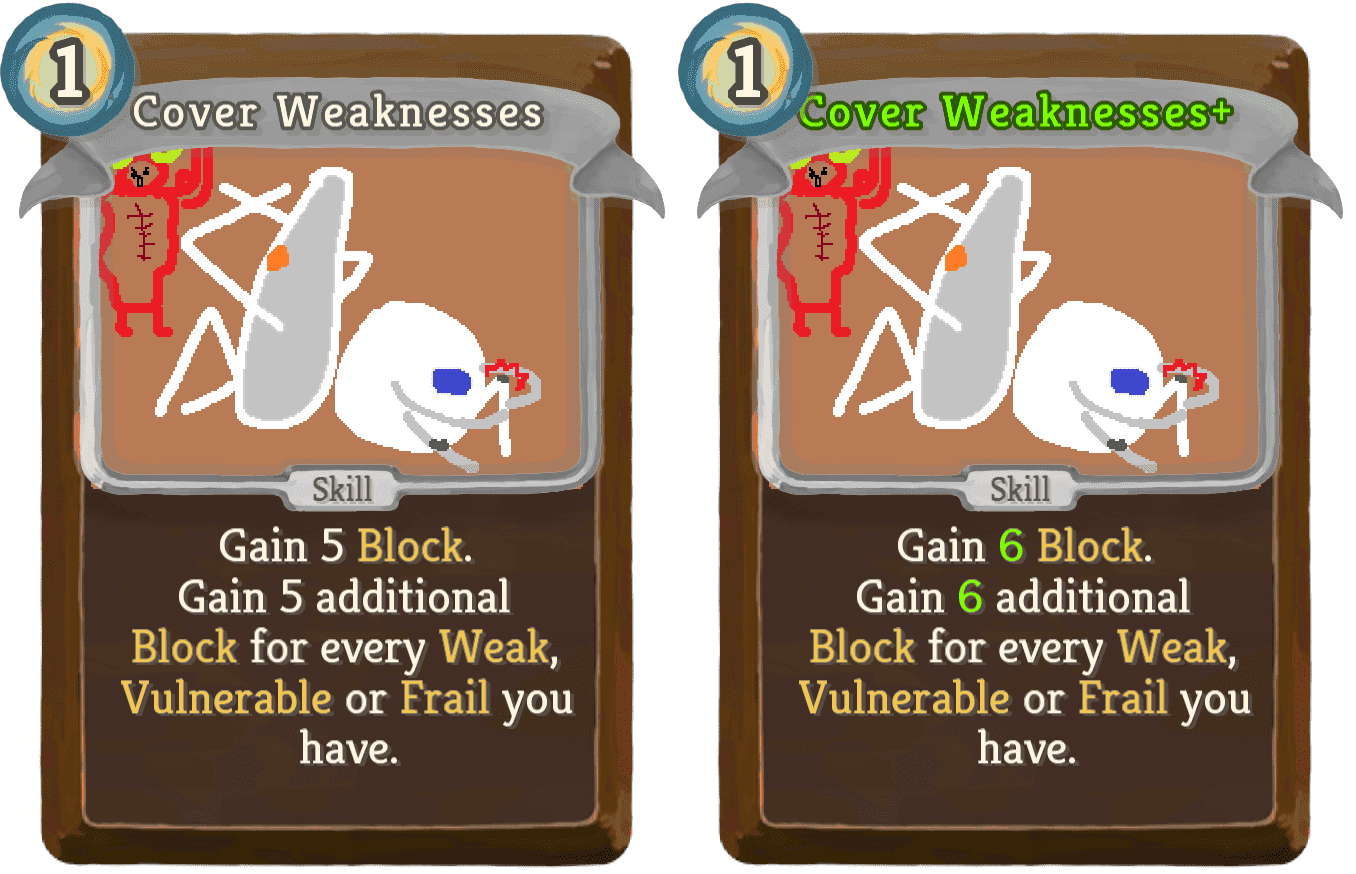 1
Cover Weaknesses
Skill
Gain 5 Block.
Gain 5 additional
Block for every Weak,
Vulnerable or Frail you
have.
1
Cover Weaknesses+
Skill
Gain 6 Block.
Gain 6 additional
Block for every Weak,
Vulnerable or Frail you
have.